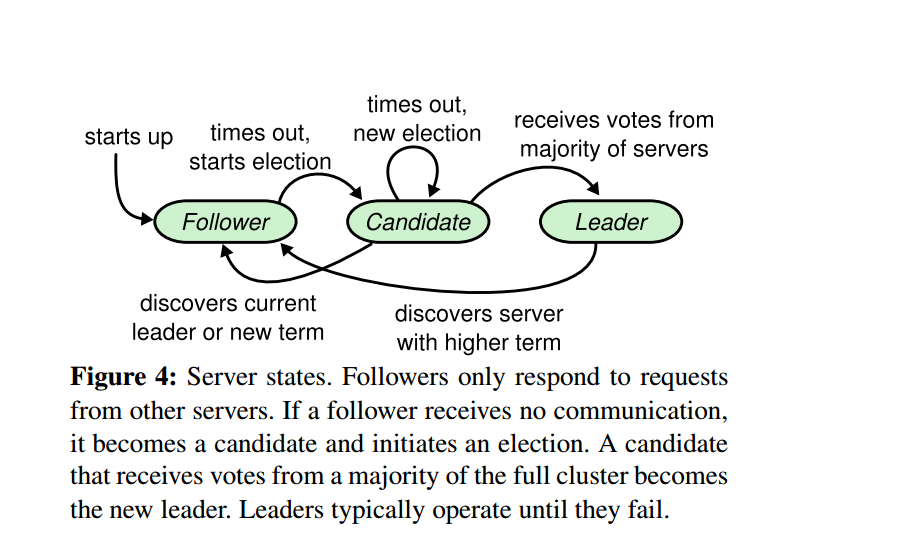 times out,
new election
receives votes from
majority of servers
starts up
times out,
starts election
Follower
Candidate
Leader
discovers current
leader or new term
discovers server
with higher term
Figure 4: Server states. Followers only respond to requests
from other servers. If a follower receives no communication,
it becomes a candidate and initiates an election. A candidate
that receives votes from a majority of the full cluster becomes
the new leader. Leaders typically operate until they fail.